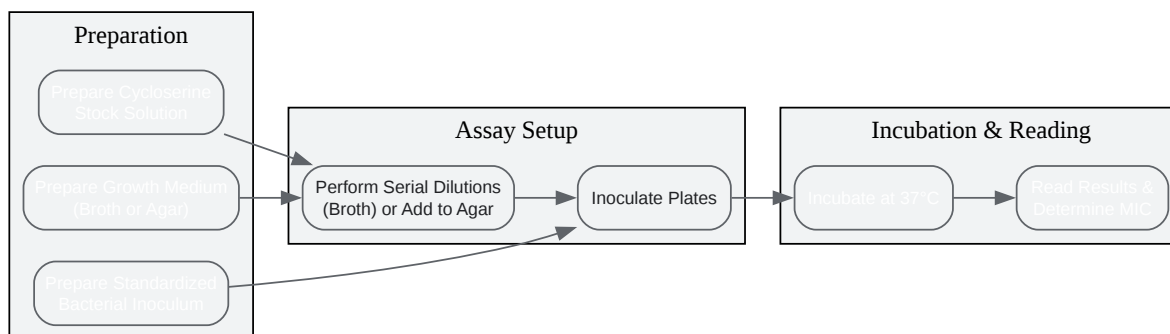 Preparation
Prepare Cycloserine
Stock Solution
Prepare Growth Medium
(Broth or Agar)
Prepare Standardized
Bacterial Inoculum
Assay Setup
Perform Serial Dilutions
(Broth) or Add to Agar
Inoculate Plates
Incubation & Reading
Incubate at 37°C
Read Results &
Determine MIC